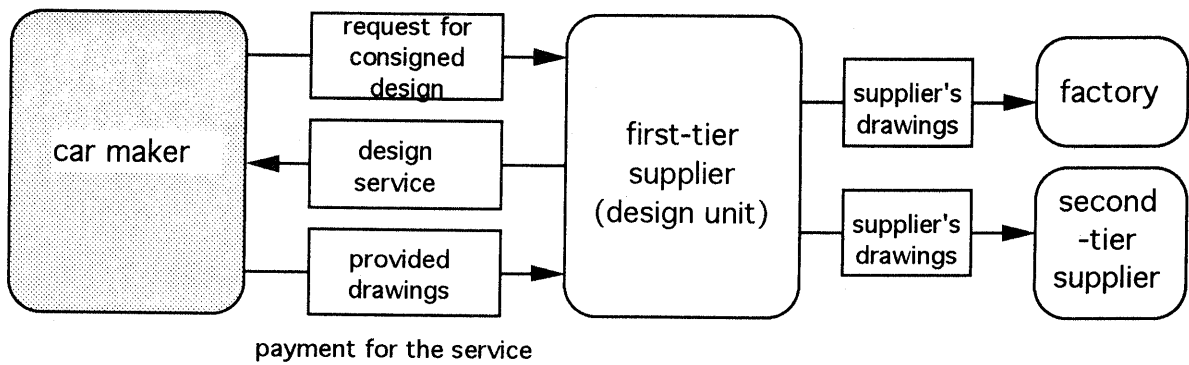 request for
consigned
design
car maker
design
service
provided
drawings
payment for the service
first-tier
supplier
(design unit)
supplier's
drawings
supplier's
drawings
factory
second
-tier
supplier